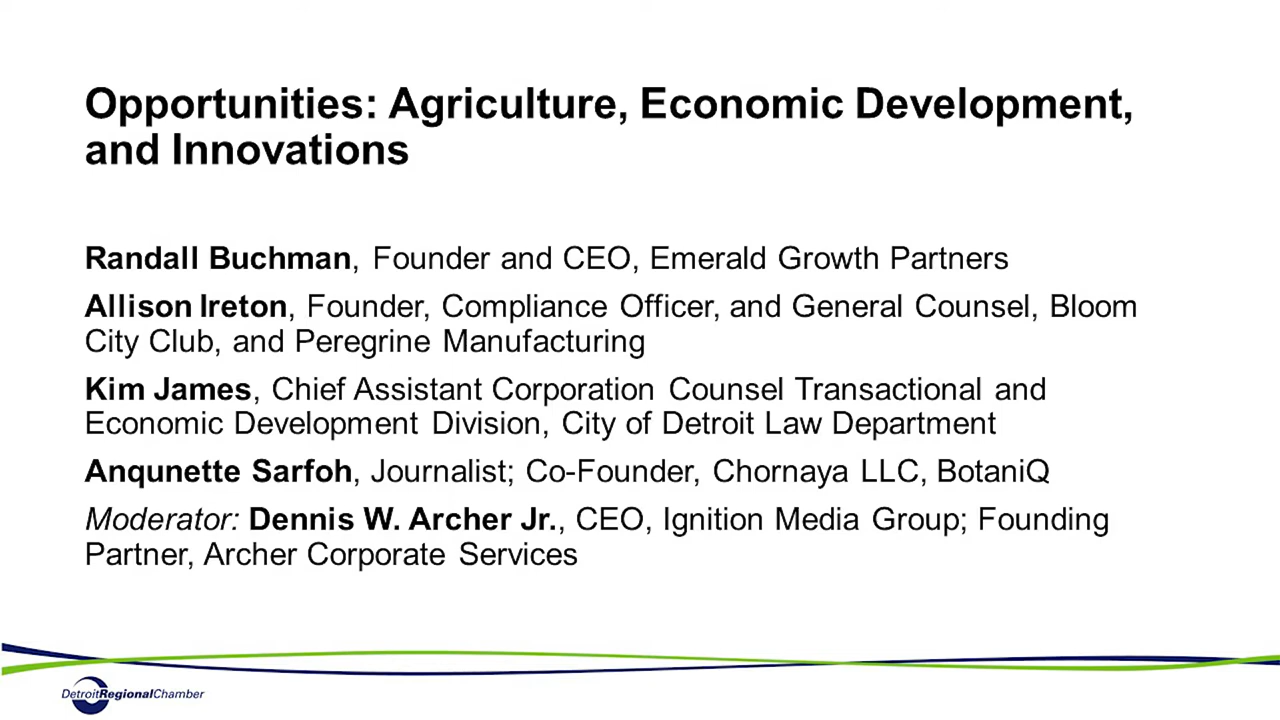 Opportunities: Agriculture, Economic Development,
and Innovations
Randall Buchman, Founder and CEO, Emerald Growth Partners
Allison Ireton, Founder, Compliance Officer, and General Counsel, Bloom
City Club, and Peregrine Manufacturing
Kim James, Chief Assistant Corporation Counsel Transactional and
Economic Development Division, City of Detroit Law Department
Anqunette Sarfoh, Journalist; Co-Founder, Chornaya LLC, BotaniQ
Moderator: Dennis W. Archer Jr., CEO, Ignition Media Group; Founding
Partner, Archer Corporate Services
DetroitRegionalChamber